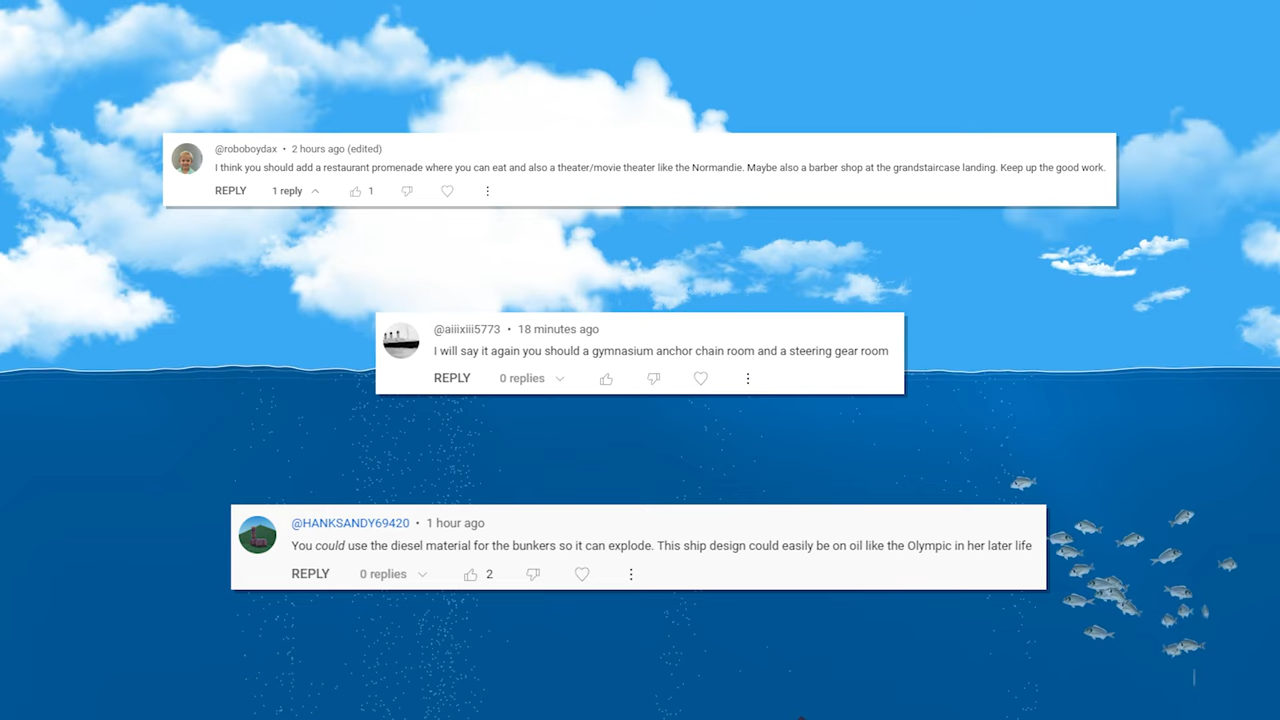 @roboboydax • 2 hours ago (edited)
I think you should add a restaurant promenade where you can eat and also a theater/movie theater like the Normandie. Maybe also a barber shop at the grandstaircase landing. Keep up the good work.
REPLY 1 reply 1
@aiiixiii5773 • 18 minutes ago
I will say it again you should a gymnasium anchor chain room and a steering gear room
REPLY 0 replies
@HANKSANDY69420 • 1 hour ago
You could use the diesel material for the bunkers so it can explode. This ship design could easily be on oil like the Olympic in her later life
REPLY 0 replies 2